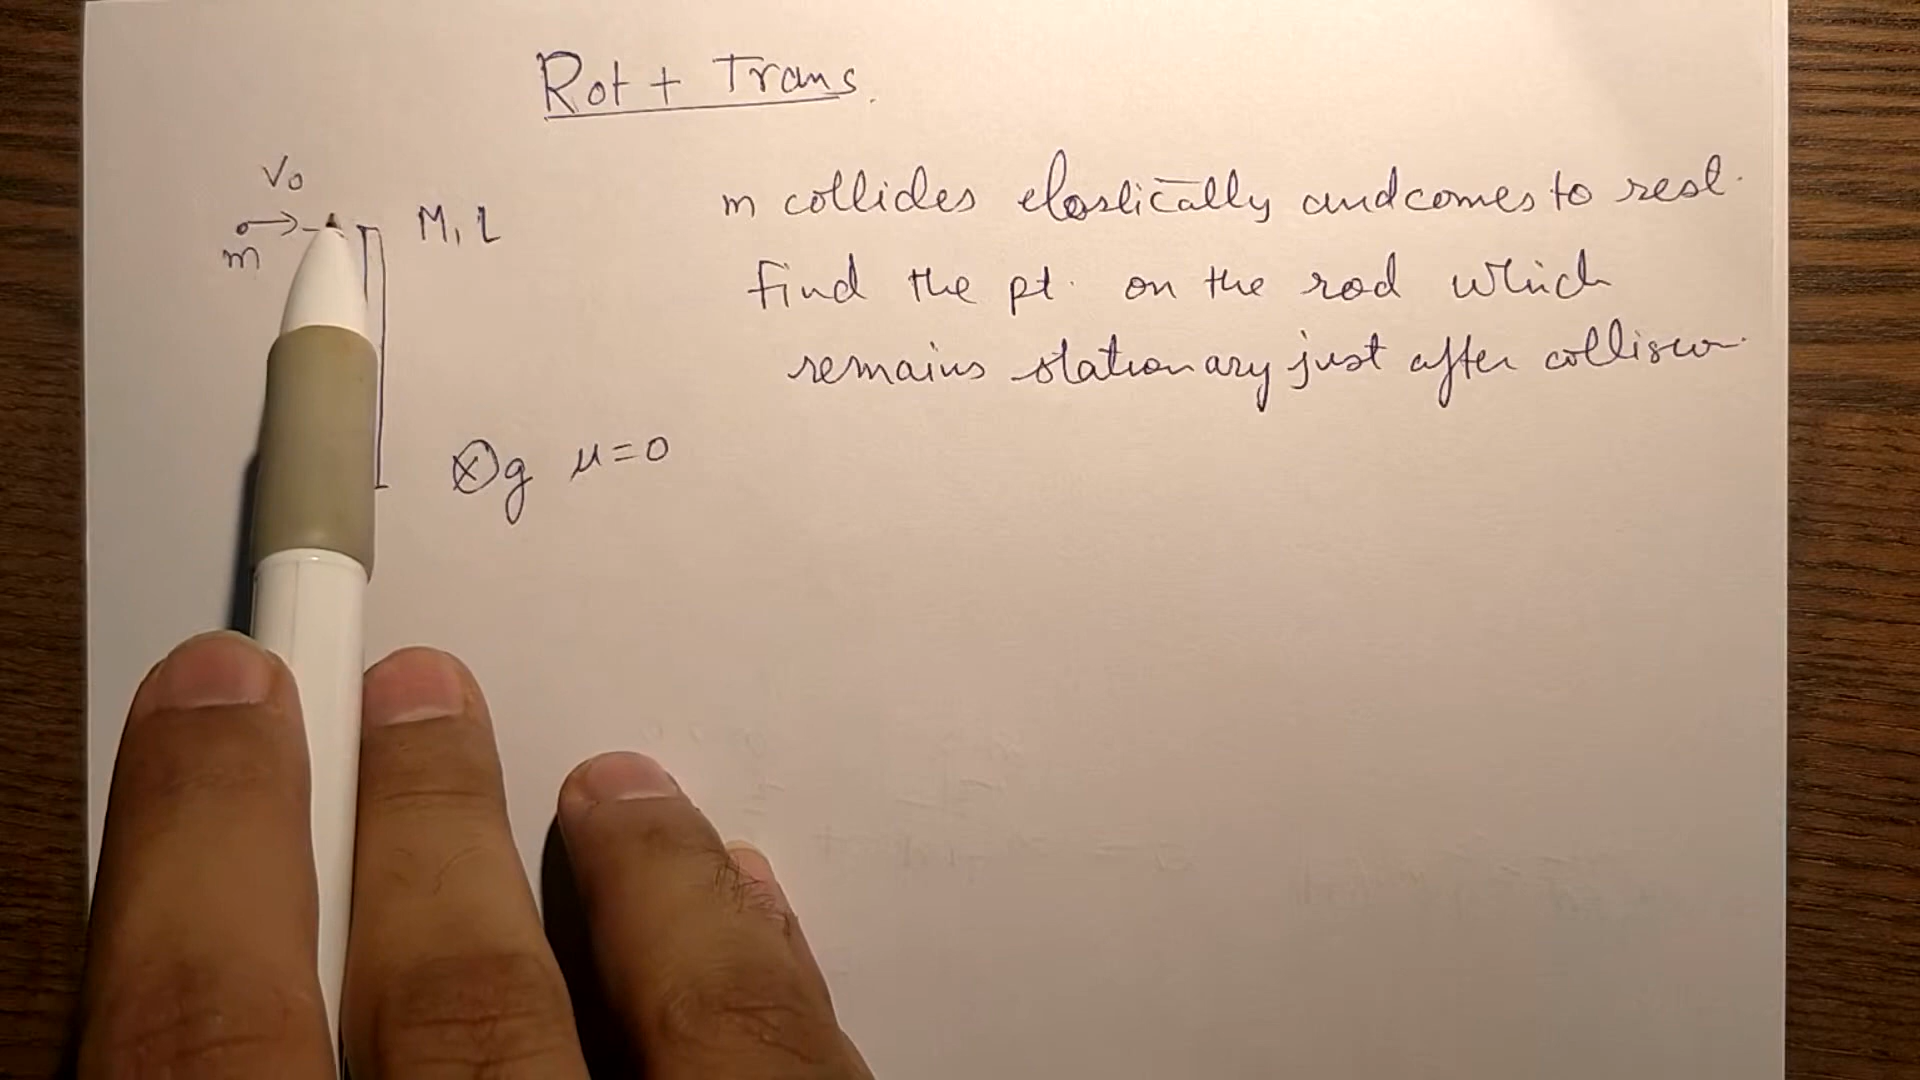 Rot + Trans.
V₀
m
M, L
m collides elastically and comes to rest.
find the pt. on the rod which
remains stationary just after collision.
⊗g μ=0